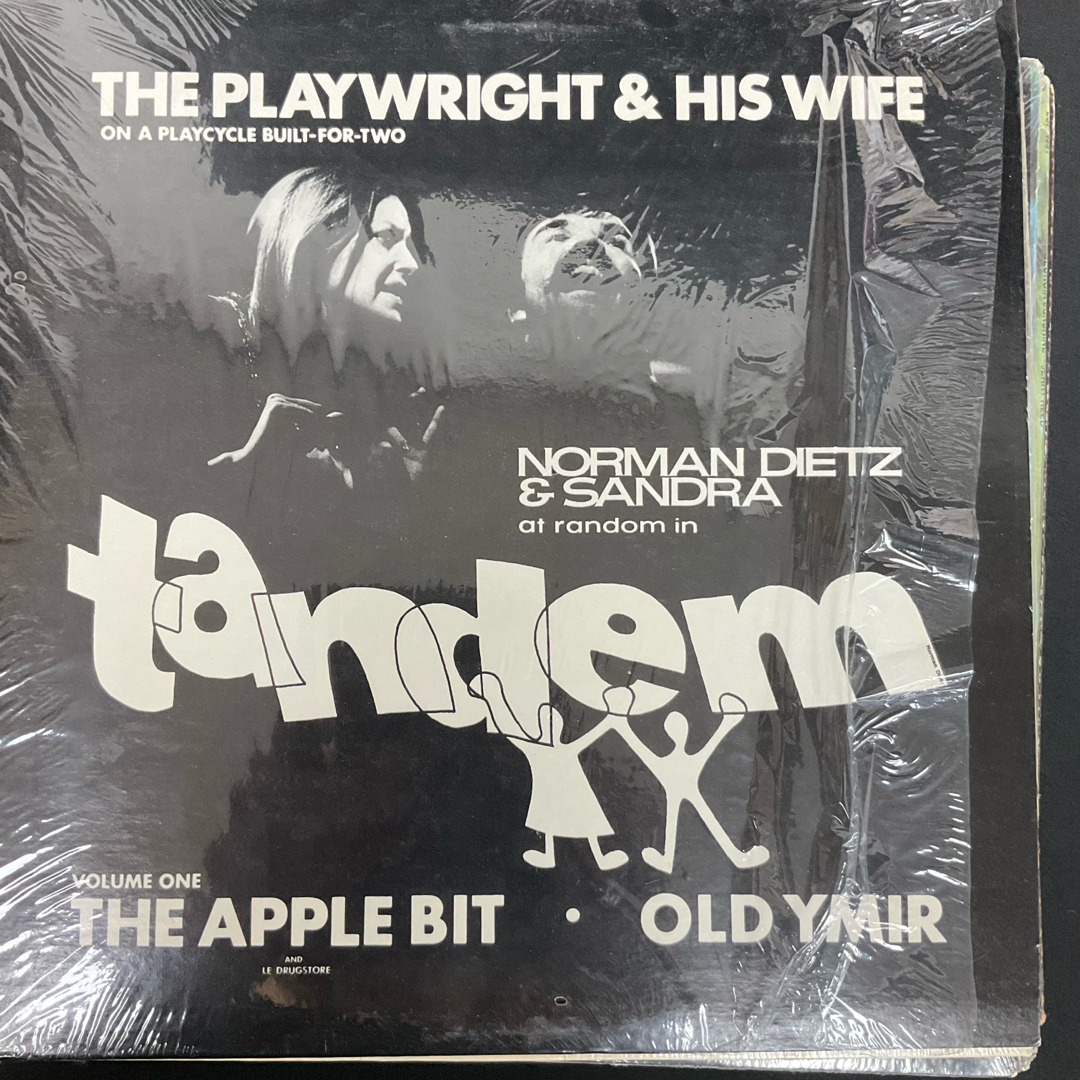 THE PLAYWRIGHT & HIS WIFE
ON A PLAYCYCLE BUILT-FOR-TWO
NORMAN DIETZ
& SANDRA
at random in
tandem
VOLUME ONE
THE APPLE BIT • OLD YMIR
AND
LE DRUGSTORE